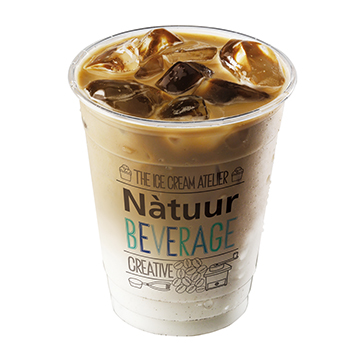 THE ICE CREAM ATELIER
Nàtuur
BEVERAGE
CREATIVE